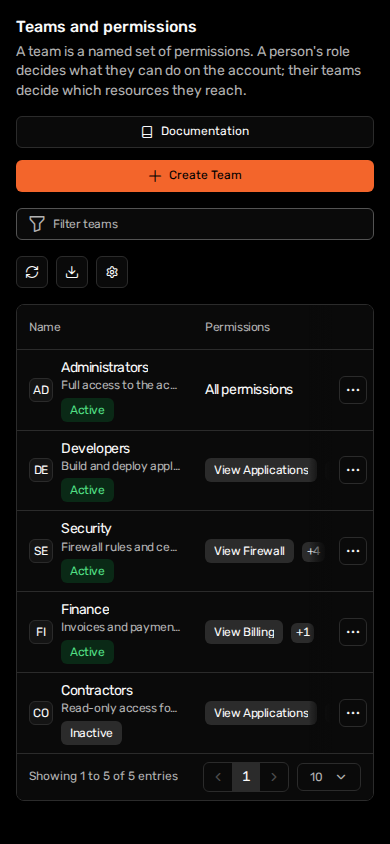 Teams and permissions
A team is a named set of permissions. A person's role
decides what they can do on the account; their teams
decide which resources they reach.
Documentation
Create Team
Filter teams
Name Permissions
Administrators
Full access to the ac...
AD All permissions
Active
Developers
Build and deploy appl...
DE View Applications
Active
Security
Firewall rules and ce...
SE View Firewall +4
Active
Finance
Invoices and paymen...
FI View Billing +1
Active
Contractors
Read-only access fo...
CO View Applications
Inactive
Showing 1 to 5 of 5 entries 1 10